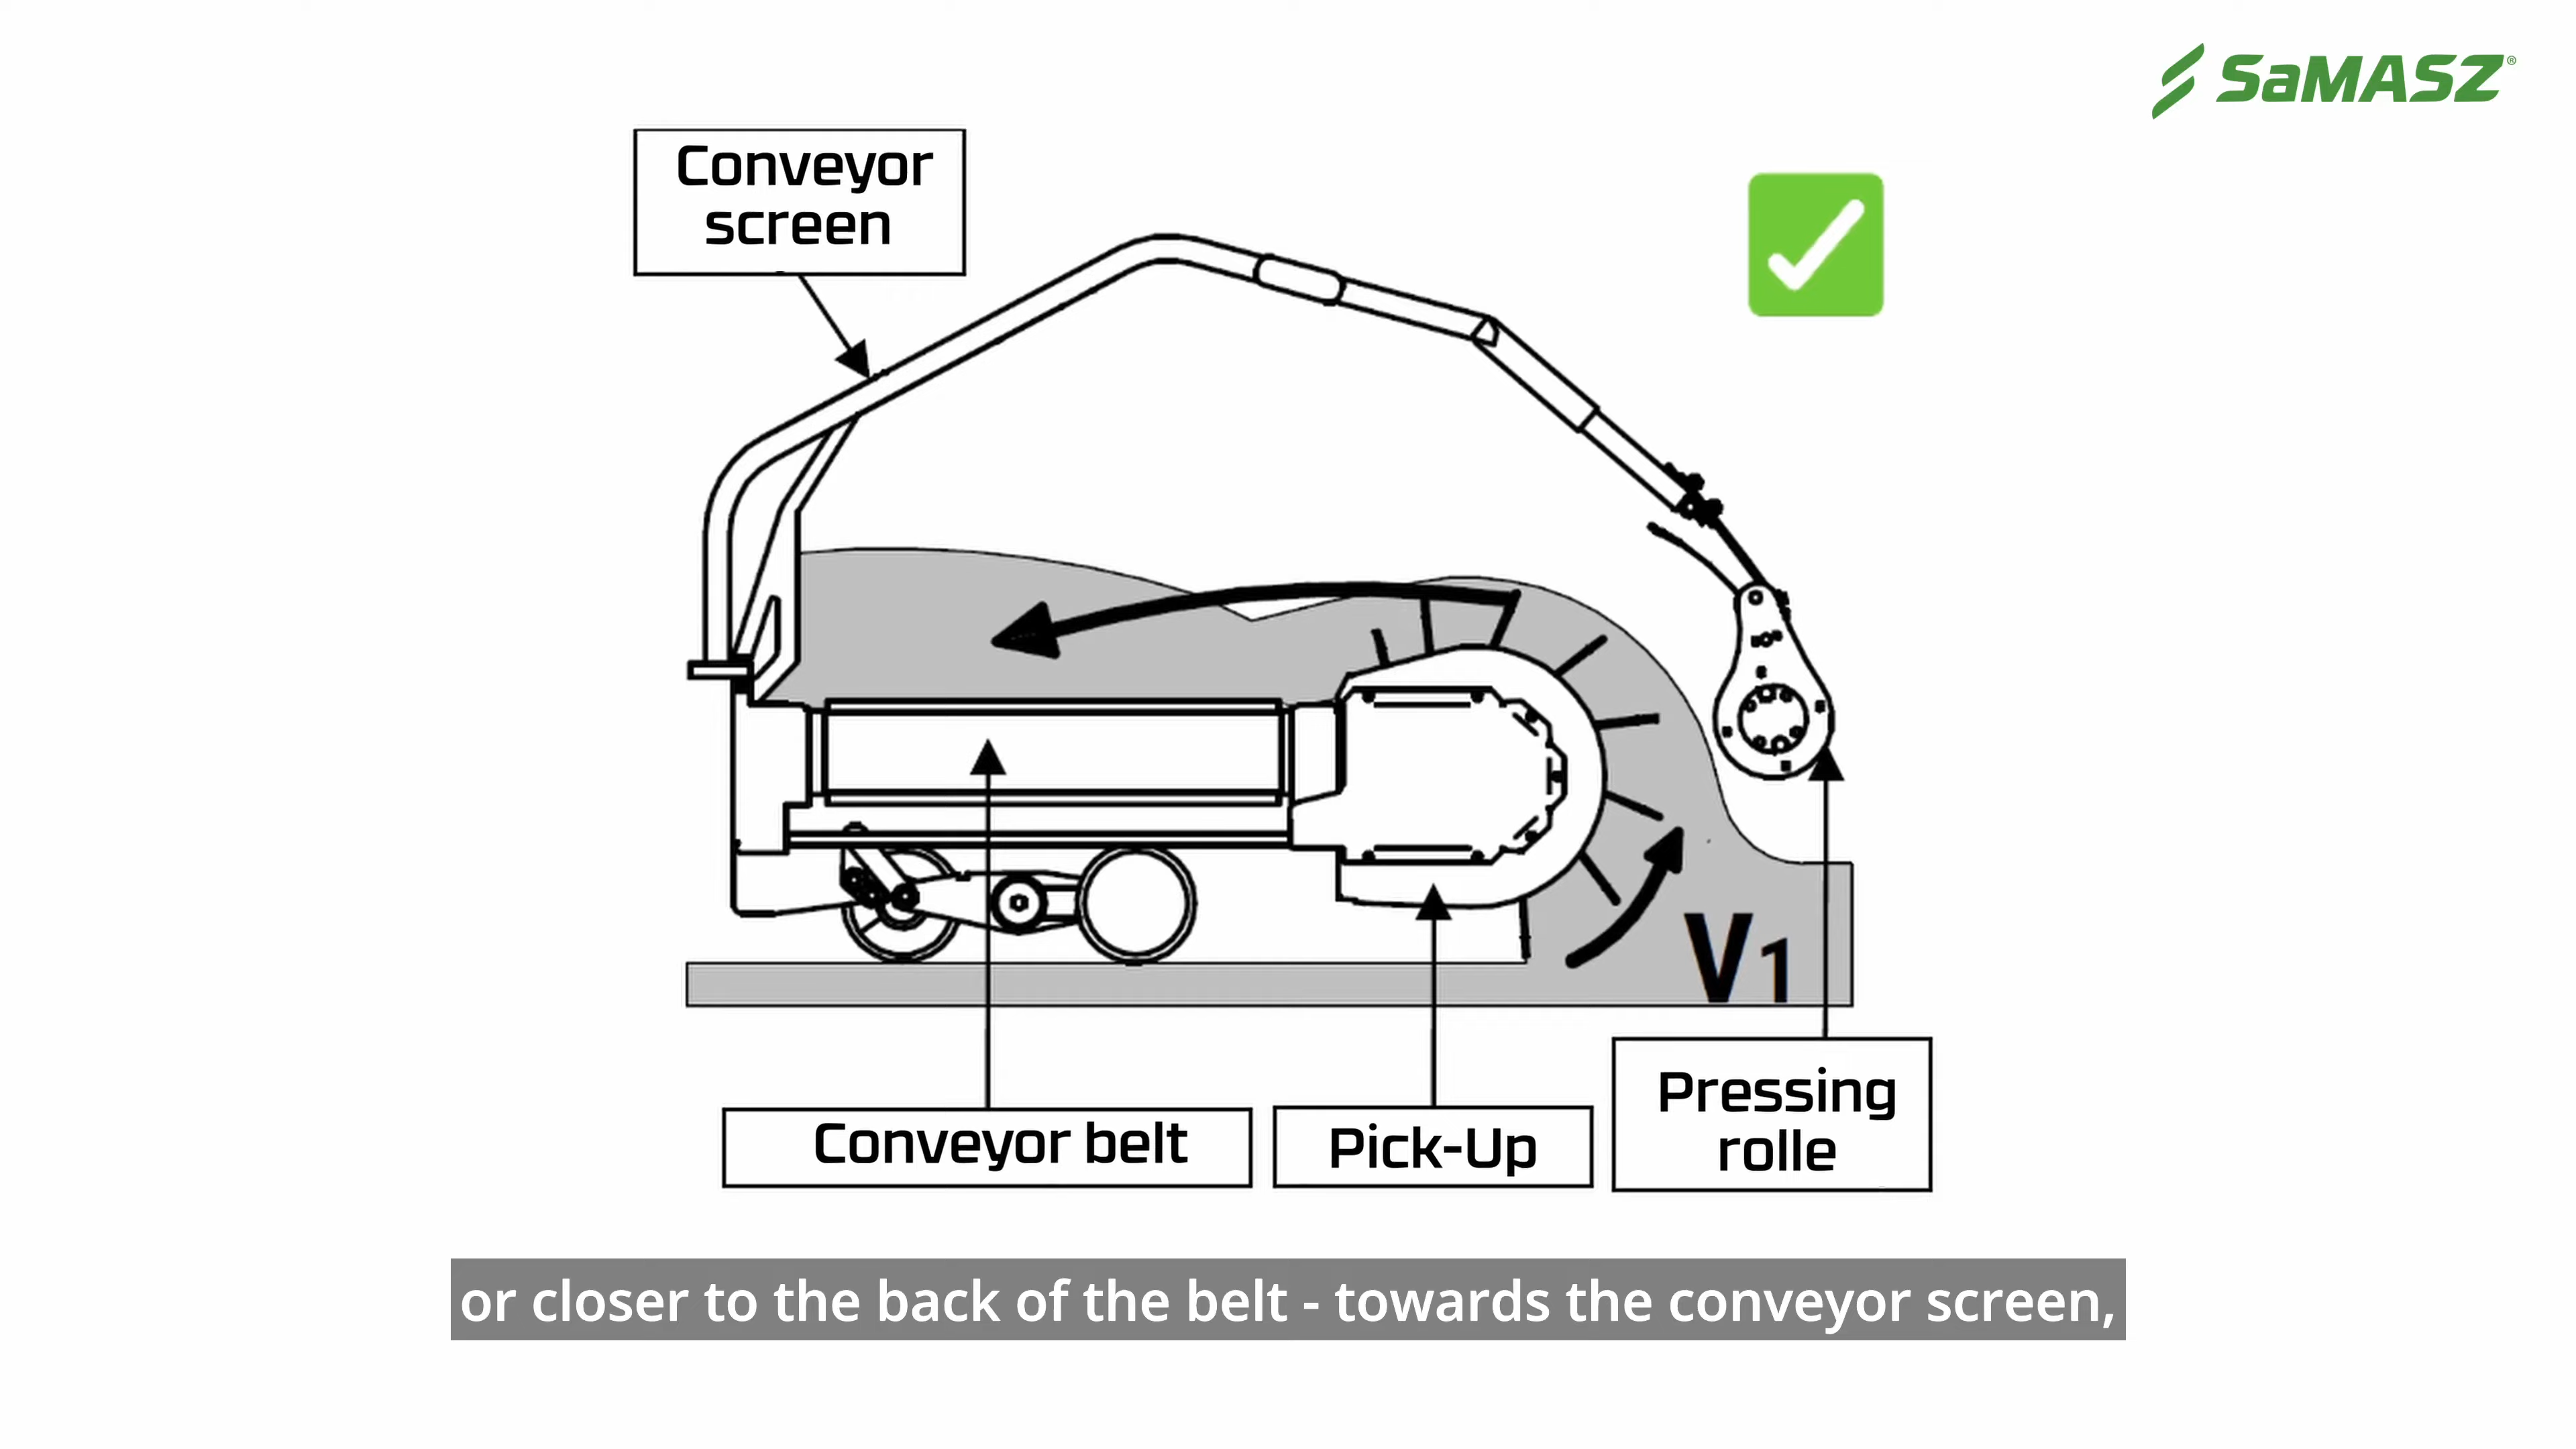 SaMASZ®
Conveyor
screen
V1
Conveyor belt
Pick-Up
Pressing
rolle
or closer to the back of the belt - towards the conveyor screen,